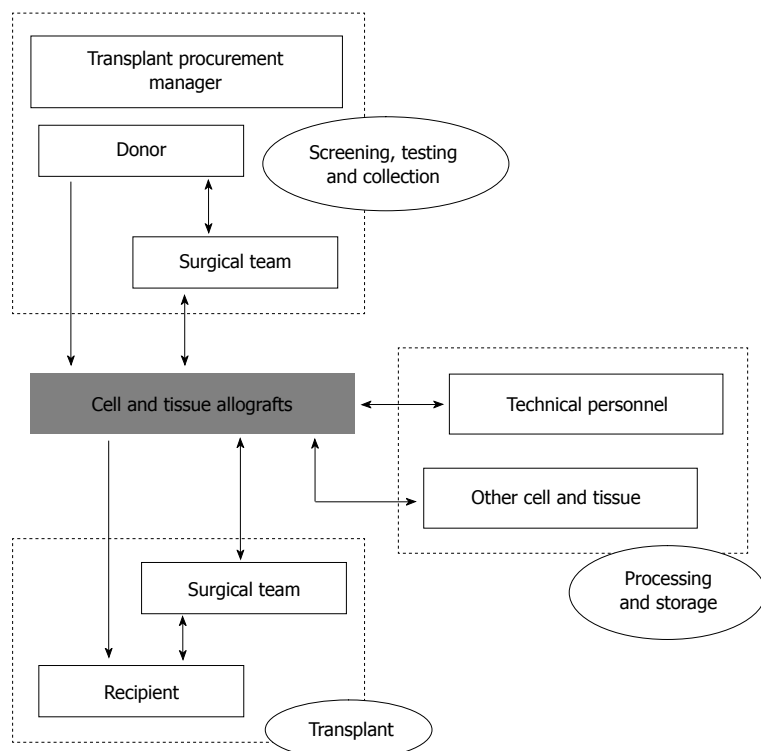 Transplant procurement
manager
Donor
Screening, testing
and collection
Surgical team
Cell and tissue allografts
Technical personnel
Other cell and tissue
Processing
and storage
Surgical team
Recipient
Transplant